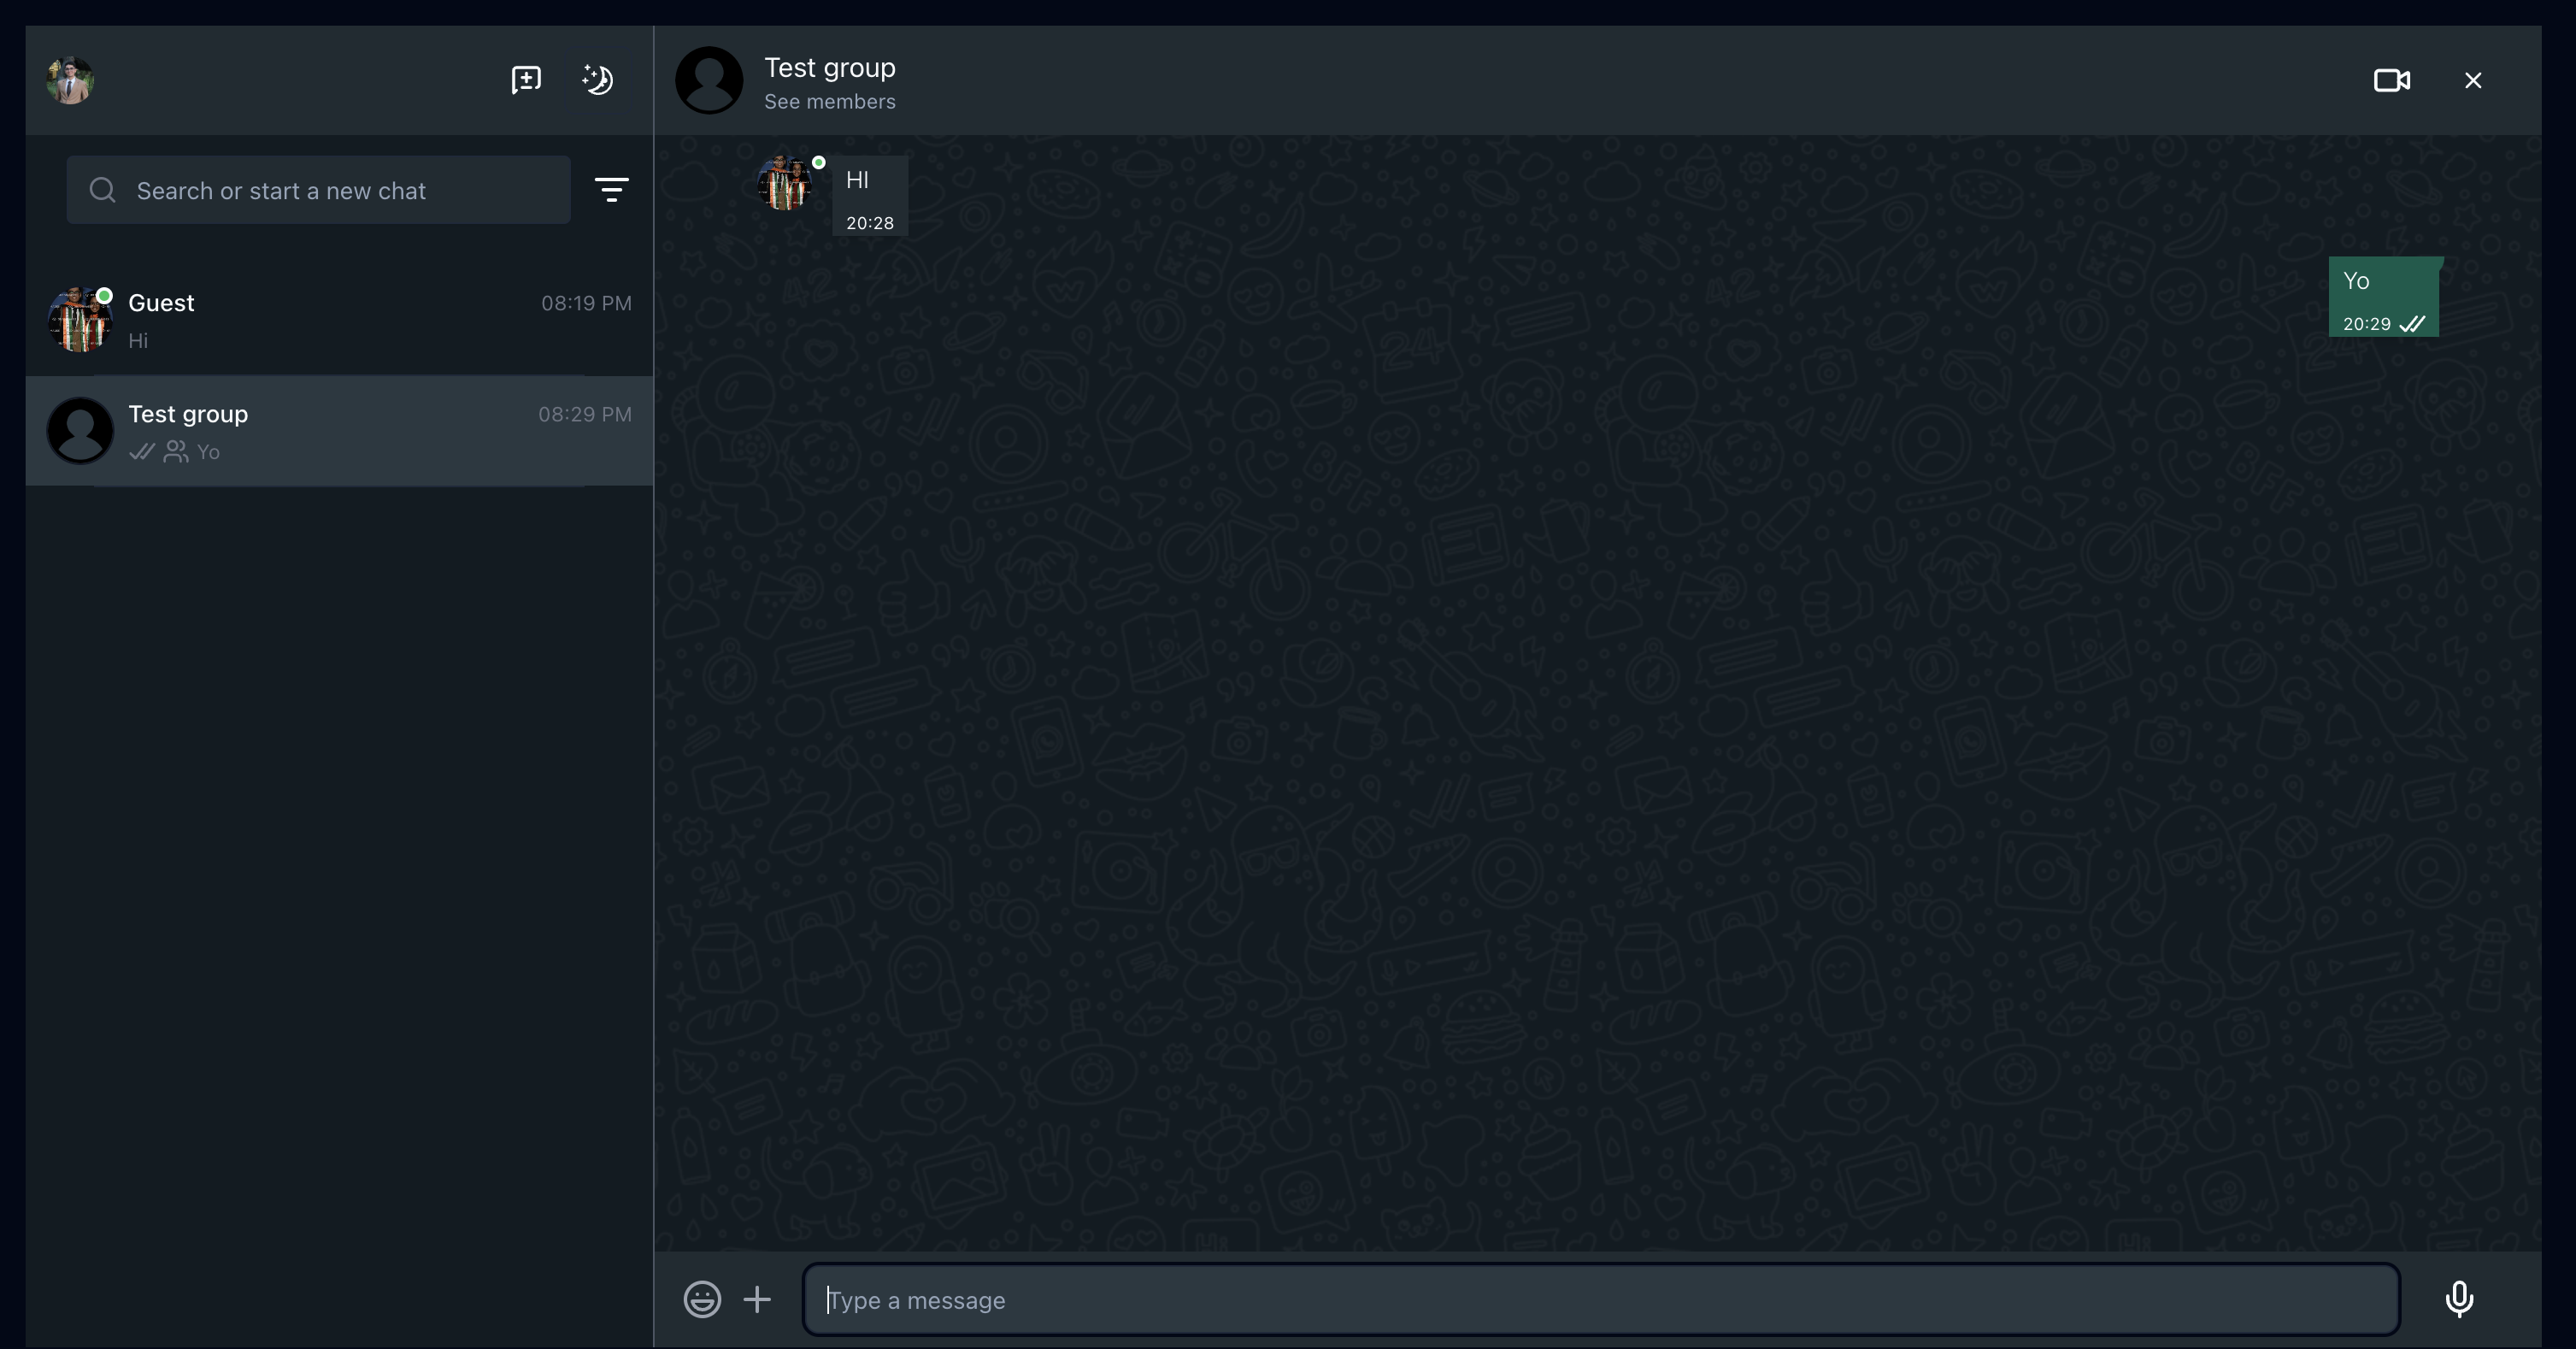 Test group
See members
Search or start a new chat
Guest
08:19 PM
Hi
Test group
08:29 PM
Yo
HI
20:28
Yo
20:29
Type a message